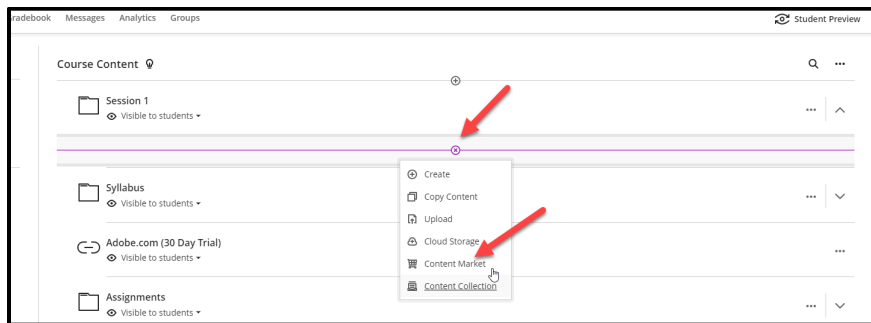 radebook Messages Analytics Groups
Student Preview
Course Content
Session 1
Visible to students
Create
Syllabus
Visible to students
Copy Content
Upload
Cloud Storage
Adobe.com (30 Day Trial)
Visible to students
Content Market
Content Collection
Assignments
Visible to students